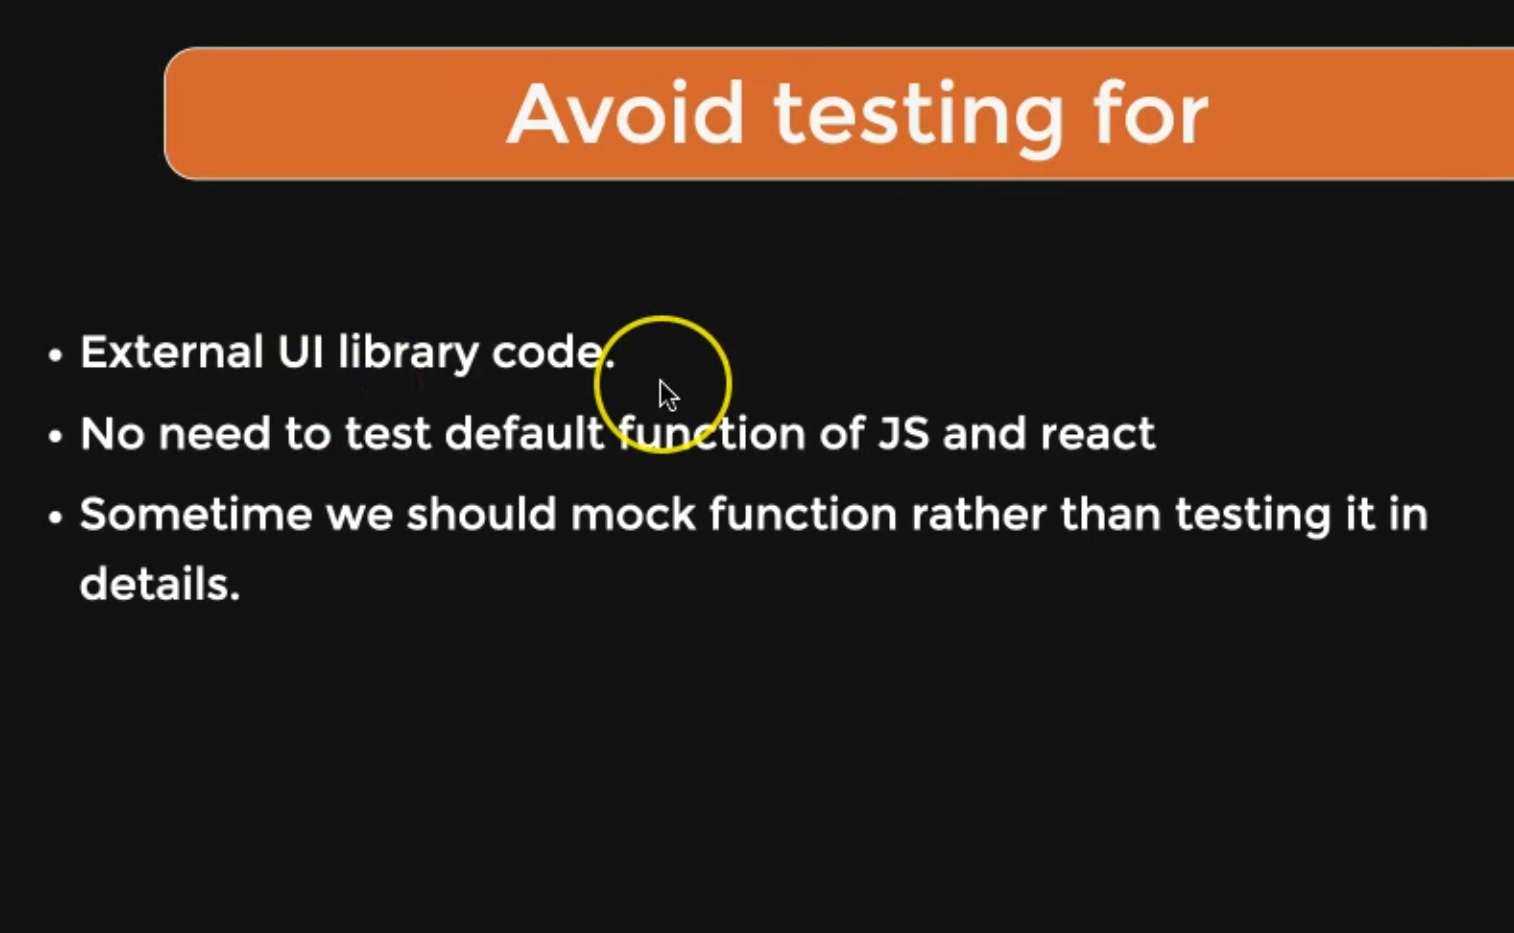 Avoid testing for
• External UI library code.
• No need to test default function of JS and react
• Sometime we should mock function rather than testing it in
details.